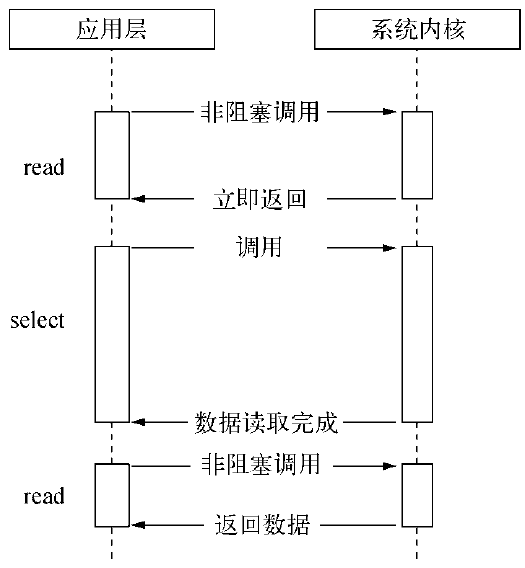 应用层
系统内核
非阻塞调用
read
立即返回
调用
select
数据读取完成
非阻塞调用
read
返回数据